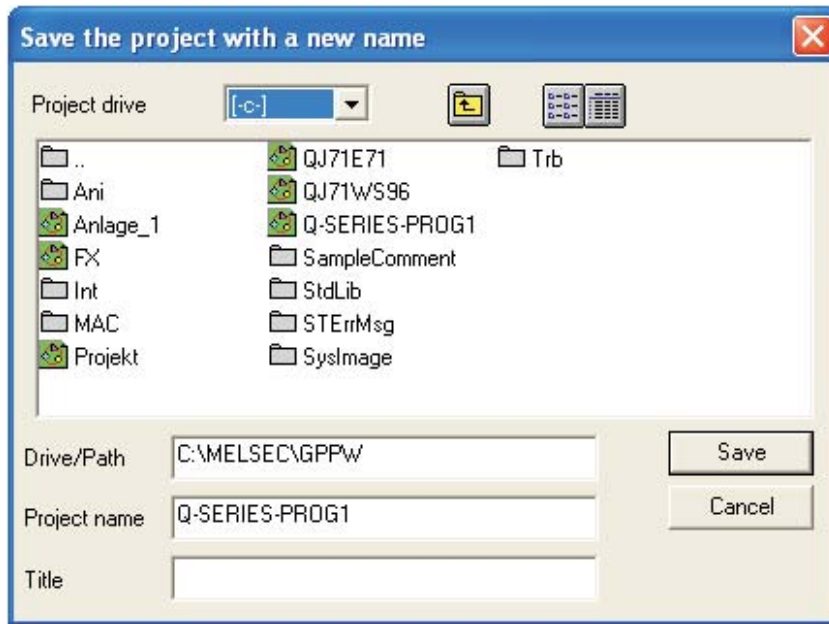 Save the project with a new name
Project drive [-c-]
.. QJ71E71 Trb
Ani QJ71WS96
Anlage_1 Q-SERIES-PROG1
FX SampleComment
Int StdLib
MAC STErrMsg
Projekt SysImage
Drive/Path C:\MELSEC\GPPW Save
Project name Q-SERIES-PROG1 Cancel
Title